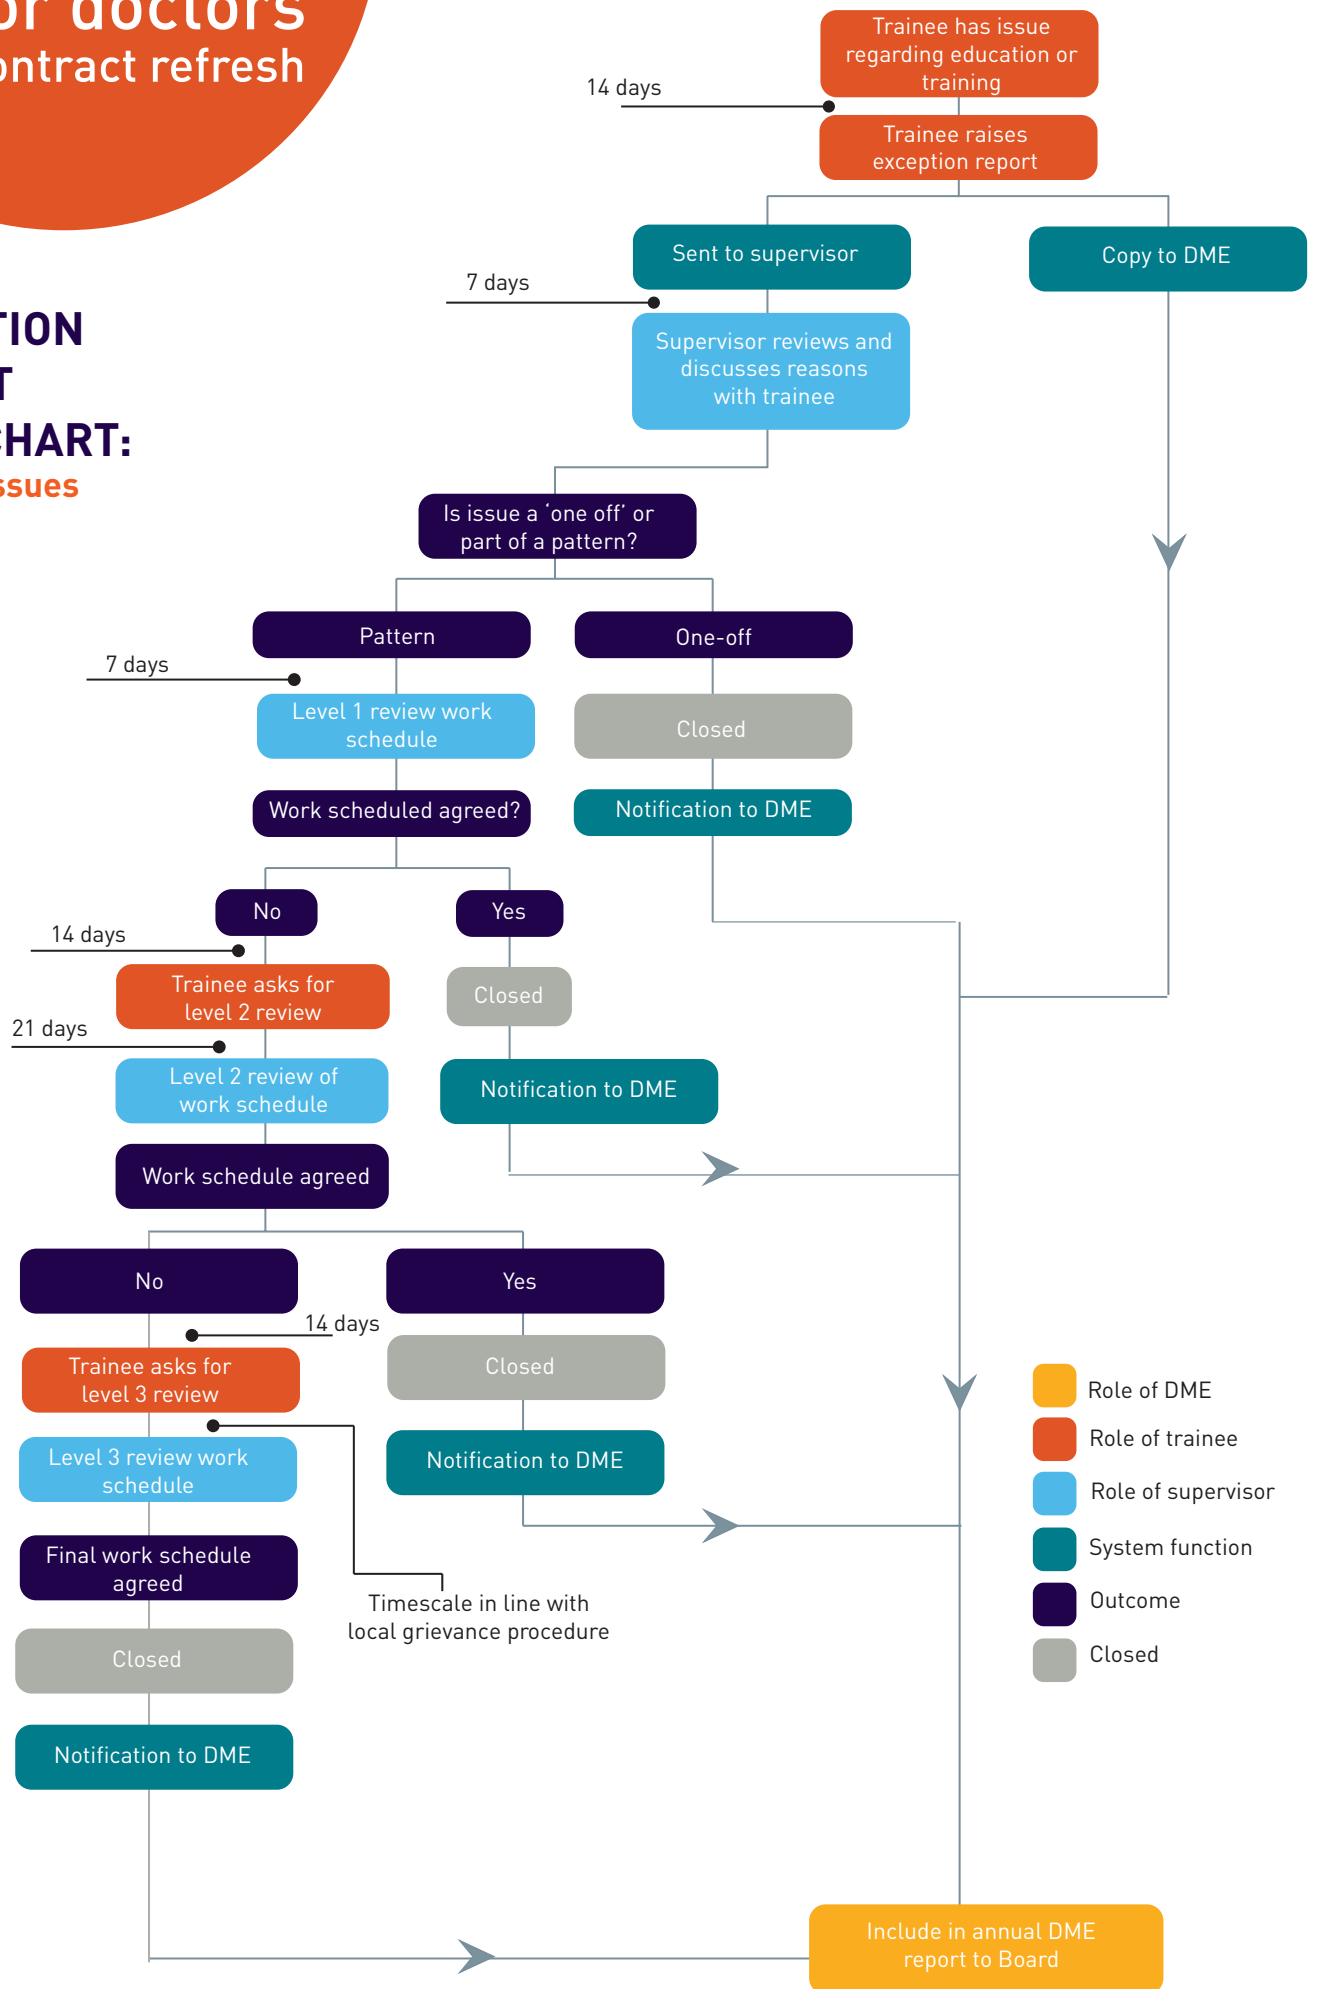 or doctors
ontract refresh
TION
T
CHART:
ssues
Trainee has issue
regarding education or
training
14 days
Trainee raises
exception report
Sent to supervisor
Copy to DME
7 days
Supervisor reviews and
discusses reasons
with trainee
Is issue a ‘one off’ or
part of a pattern?
Pattern
One-off
7 days
Level 1 review work
schedule
Closed
Work scheduled agreed?
Notification to DME
No
Yes
14 days
Trainee asks for
level 2 review
Closed
21 days
Level 2 review of
work schedule
Notification to DME
Work schedule agreed
No
Yes
14 days
Trainee asks for
level 3 review
Closed
Level 3 review work
schedule
Notification to DME
Final work schedule
agreed
Timescale in line with
local grievance procedure
Closed
Notification to DME
Include in annual DME
report to Board
Role of DME
Role of trainee
Role of supervisor
System function
Outcome
Closed